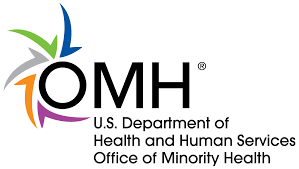 OMH®
U.S. Department of
Health and Human Services
Office of Minority Health